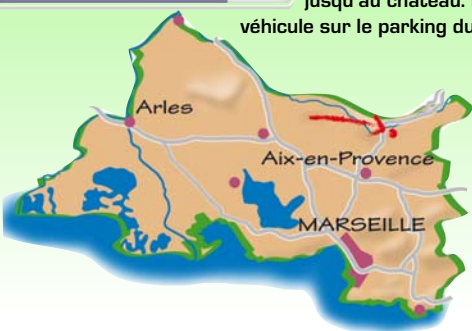 jusqu'au château.
véhicule sur le parking du
Arles
Aix-en-Provence
MARSEILLE